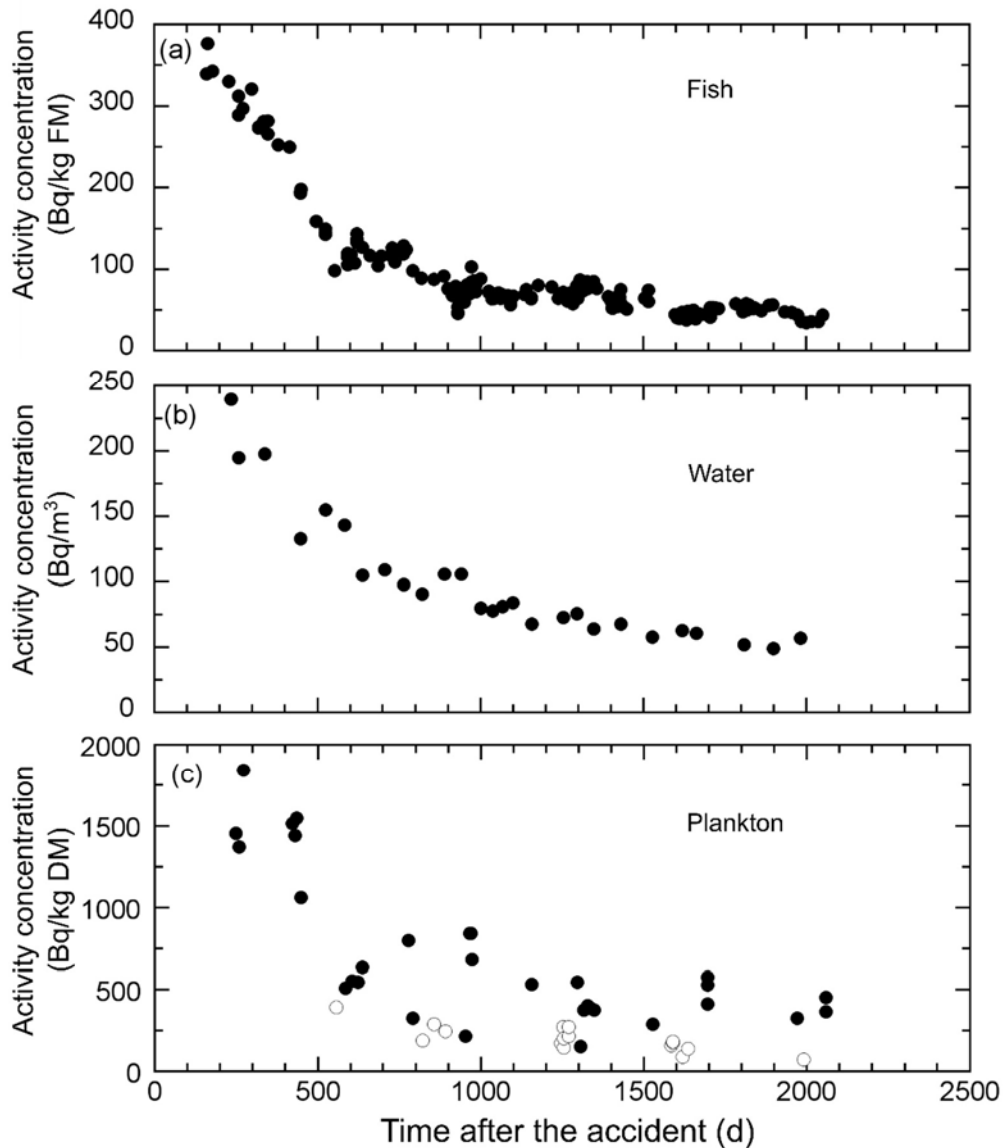 400
(a)
Fish
300
200
100
0
Activity concentration
(Bq/kg FM)
250
(b)
Water
200
150
100
50
0
Activity concentration
(Bq/m³)
2000
(c)
Plankton
1500
1000
500
0
Activity concentration
(Bq/kg DM)
0 500 1000 1500 2000 2500
Time after the accident (d)